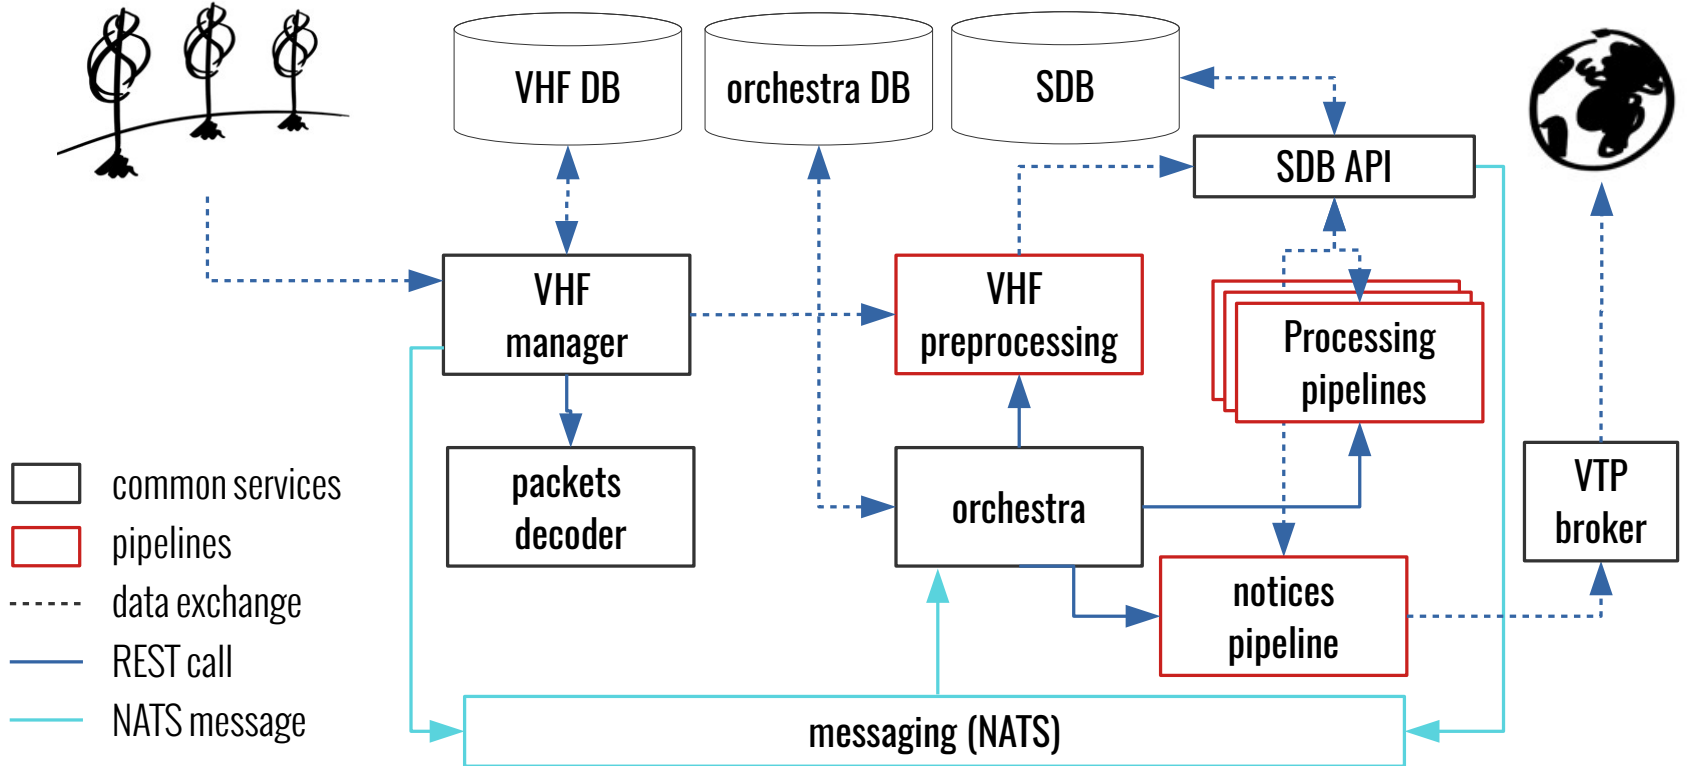 VHF DB
orchestra DB
SDB
SDB API
VHF
manager
VHF
preprocessing
Processing
pipelines
packets
decoder
orchestra
VTP
broker
notices
pipeline
messaging (NATS)
common services
pipelines
data exchange
REST call
NATS message